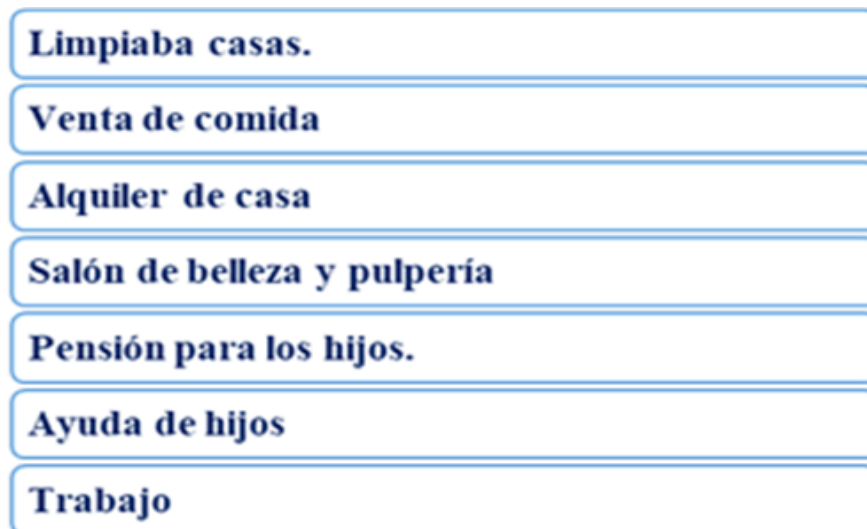 Limpiaba casas.
Venta de comida
Alquiler de casa
Salón de belleza y pulpería
Pensión para los hijos.
Ayuda de hijos
Trabajo